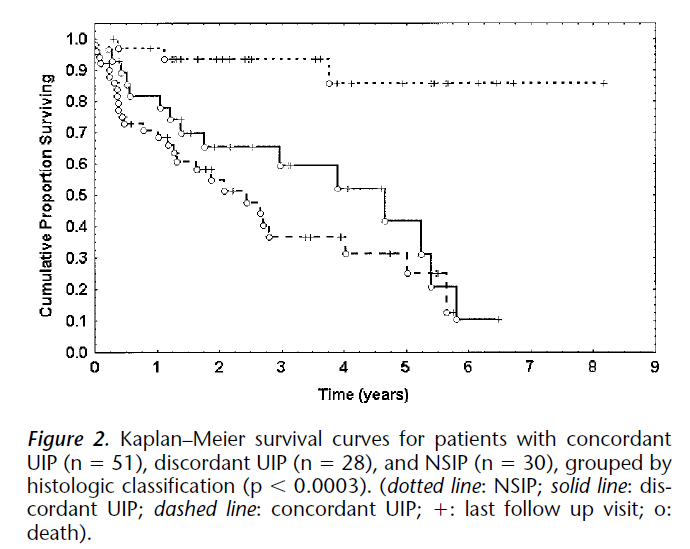 Cumulative Proportion Surviving
1.0
0.9
0.8
0.7
0.6
0.5
0.4
0.3
0.2
0.1
0.0
0 1 2 3 4 5 6 7 8 9
Time (years)
Figure 2. Kaplan–Meier survival curves for patients with concordant
UIP (n = 51), discordant UIP (n = 28), and NSIP (n = 30), grouped by
histologic classification (p < 0.0003). (dotted line: NSIP; solid line: dis-
cordant UIP; dashed line: concordant UIP; +: last follow up visit; o:
death).